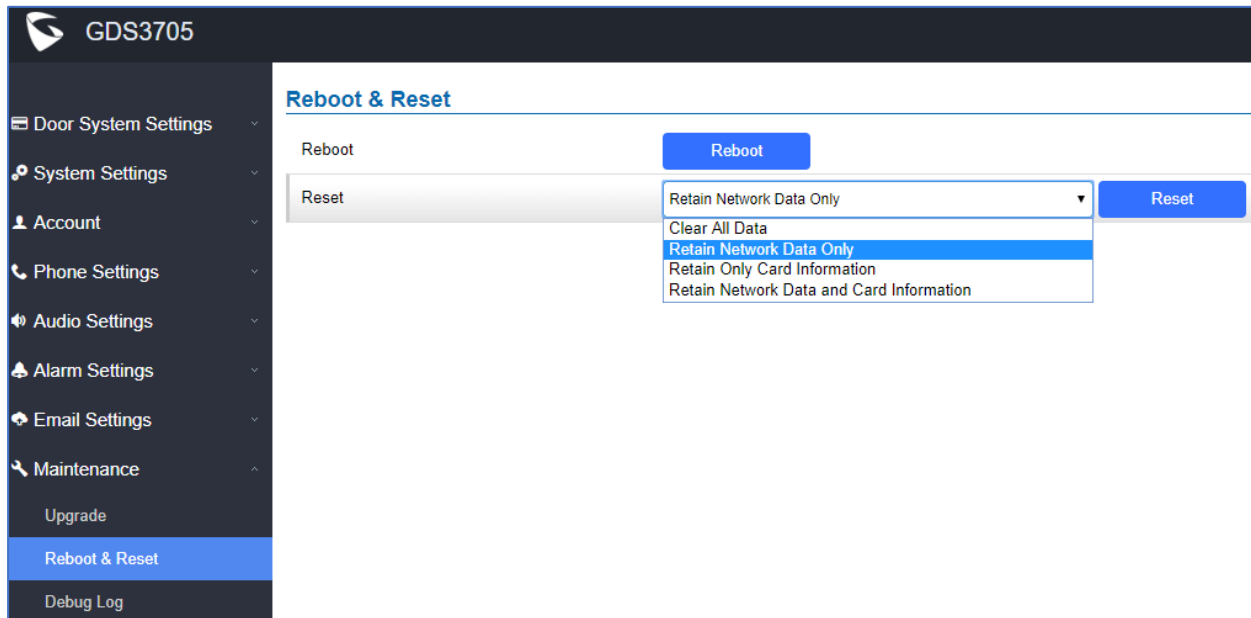 GDS3705
Door System Settings
System Settings
Account
Phone Settings
Audio Settings
Alarm Settings
Email Settings
Maintenance
Upgrade
Reboot & Reset
Debug Log
Reboot & Reset
Reboot
Reboot
Reset
Retain Network Data Only
Reset
Clear All Data
Retain Network Data Only
Retain Only Card Information
Retain Network Data and Card Information